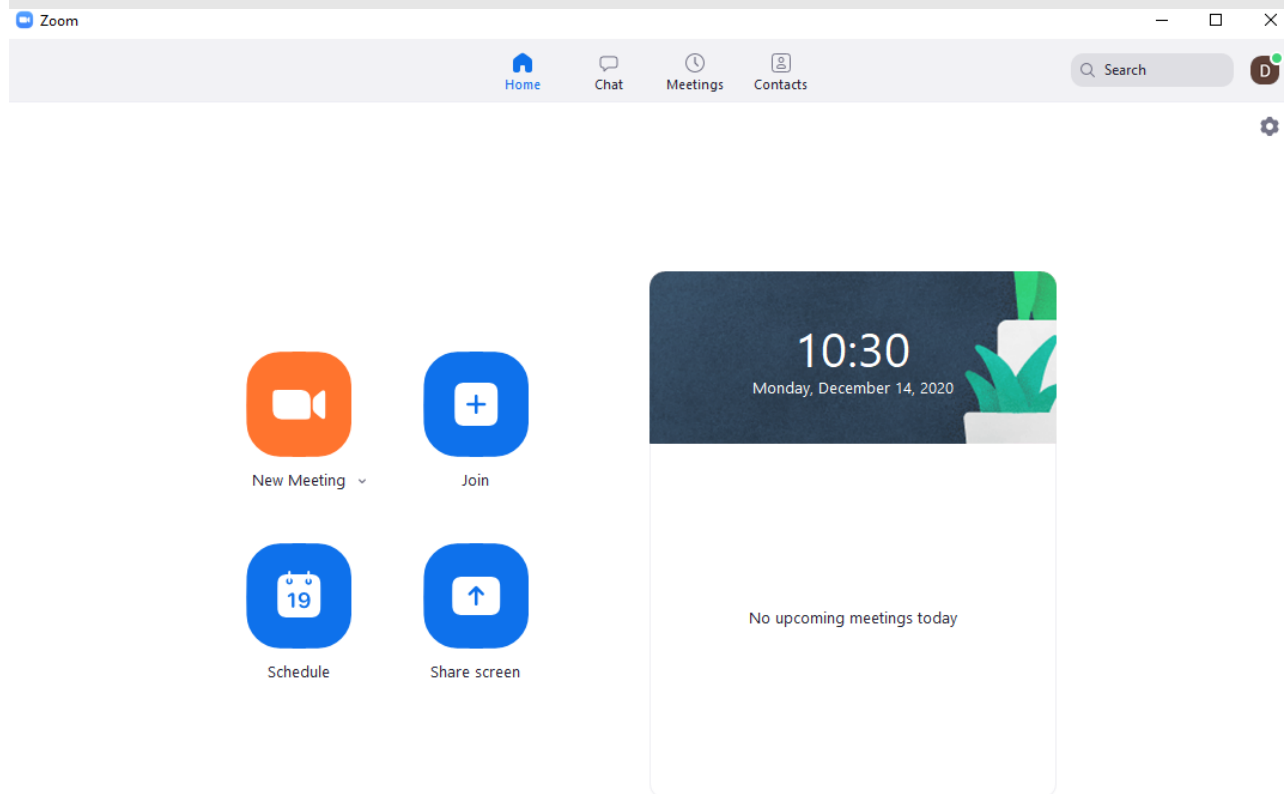 Zoom
Home
Chat
Meetings
Contacts
Search
D
New Meeting
Join
19
Schedule
Share screen
10:30
Monday, December 14, 2020
No upcoming meetings today